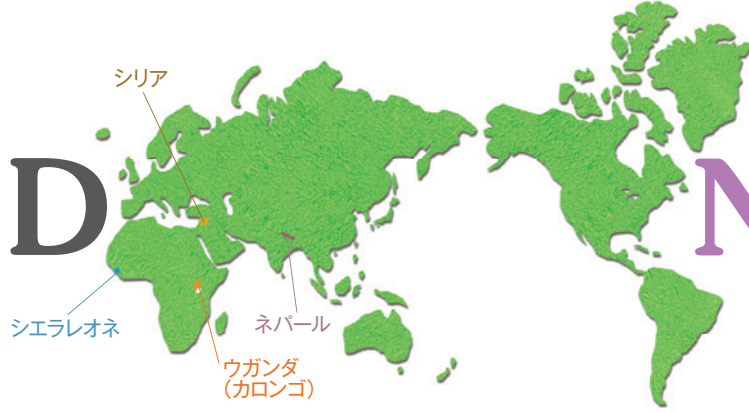 シリア
D
N
シエラレオネ
ネパール
ウガンダ
（カロンゴ）